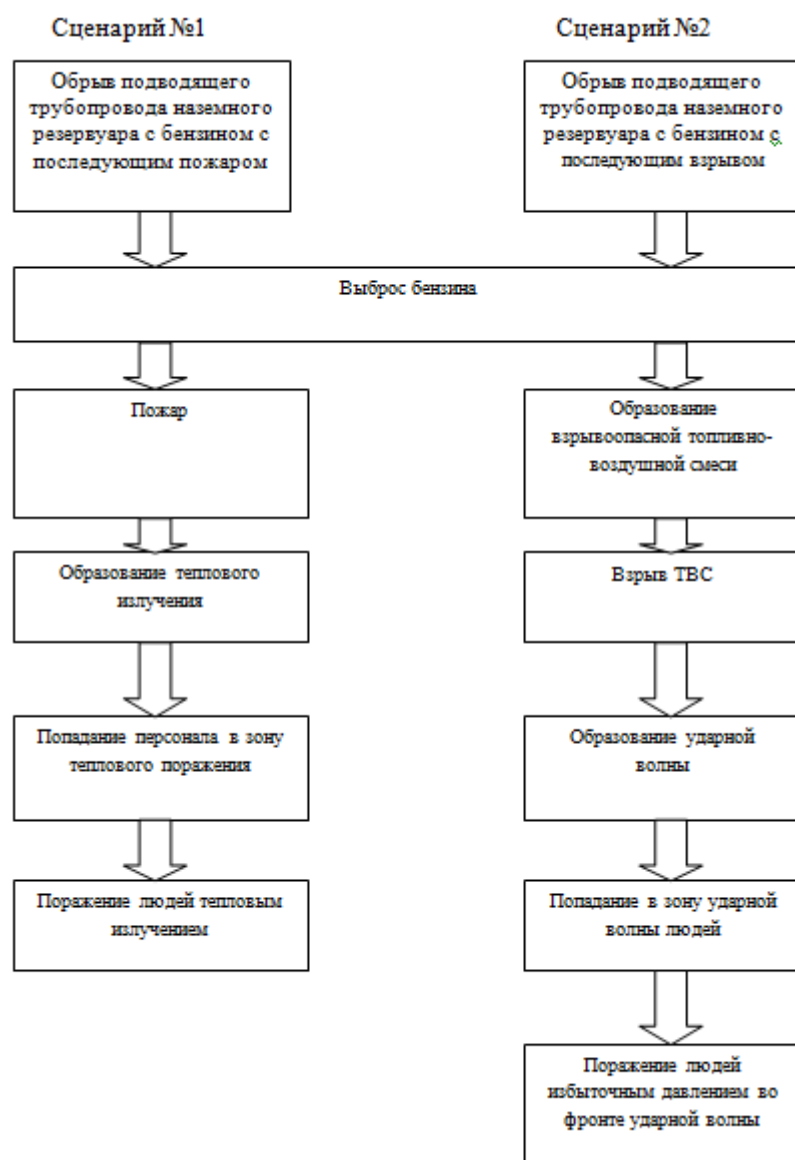 Сценарий №1
Обрыв подводящего
трубопровода наземного
резервуара с бензином с
последующим пожаром
Сценарий №2
Обрыв подводящего
трубопровода наземного
резервуара с бензином с
последующим взрывом
Выброс бензина
Пожар
Образование теплового
излучения
Попадание персонала в зону
теплового поражения
Поражение людей тепловым
излучением
Образование
взрывоопасной топливно-
воздушной смеси
Взрыв ТВС
Образование ударной
волны
Попадание в зону ударной
волны людей
Поражение людей
избыточным давлением во
фронте ударной волны